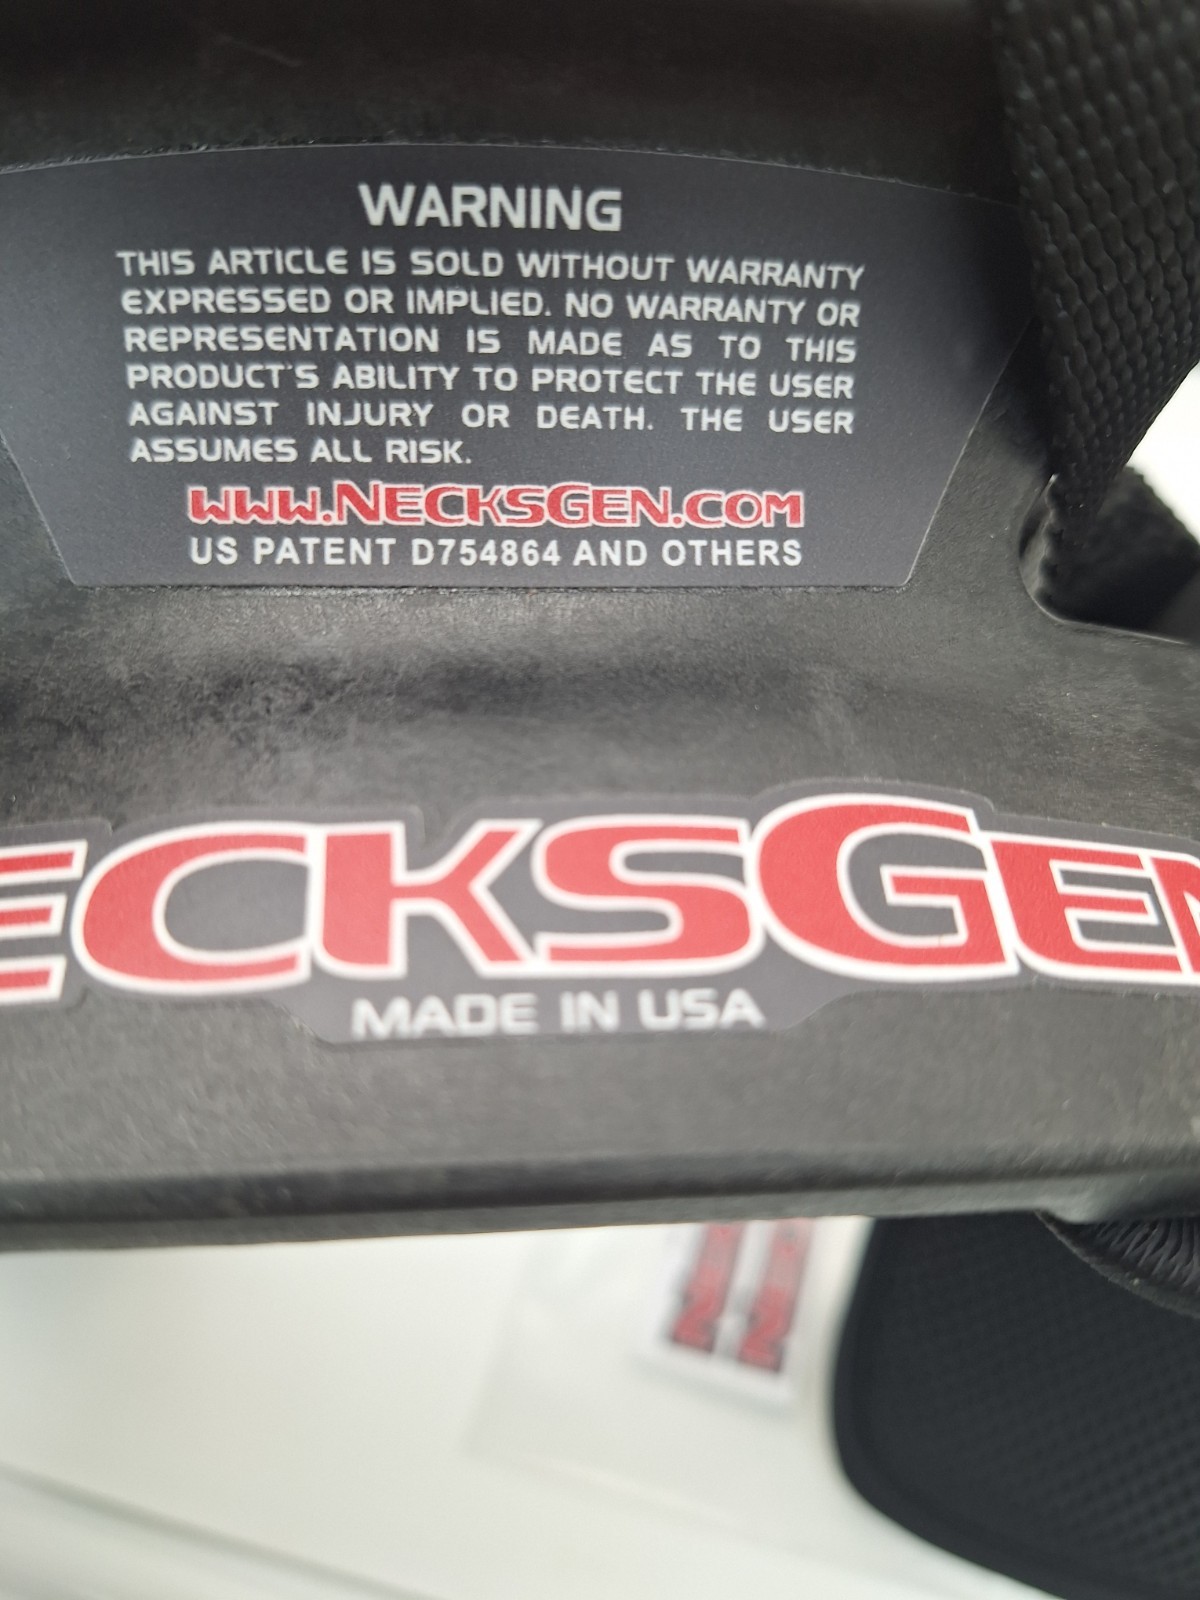 WARNING
THIS ARTICLE IS SOLD WITHOUT WARRANTY
EXPRESSED OR IMPLIED. NO WARRANTY OR
REPRESENTATION IS MADE AS TO THIS
PRODUCT'S ABILITY TO PROTECT THE USER
AGAINST INJURY OR DEATH. THE USER
ASSUMES ALL RISK.
WWW.NECKSGEN.COM
US PATENT D754864 AND OTHERS
ECKSGEN
MADE IN USA